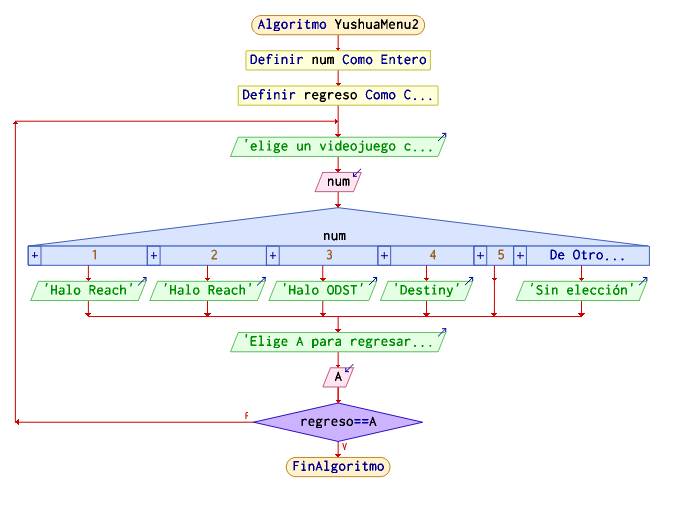 Algoritmo YushuaMenu2
Definir num Como Entero
Definir regreso Como C...
'elige un videojuego c...
num
num
+ 1 + 2 + 3 + 4 + 5 + De Otro...
'Halo Reach' 'Halo Reach' 'Halo ODST' 'Destiny' 'Sin elección'
'Elige A para regresar...
A
F
regreso==A
V
FinAlgoritmo